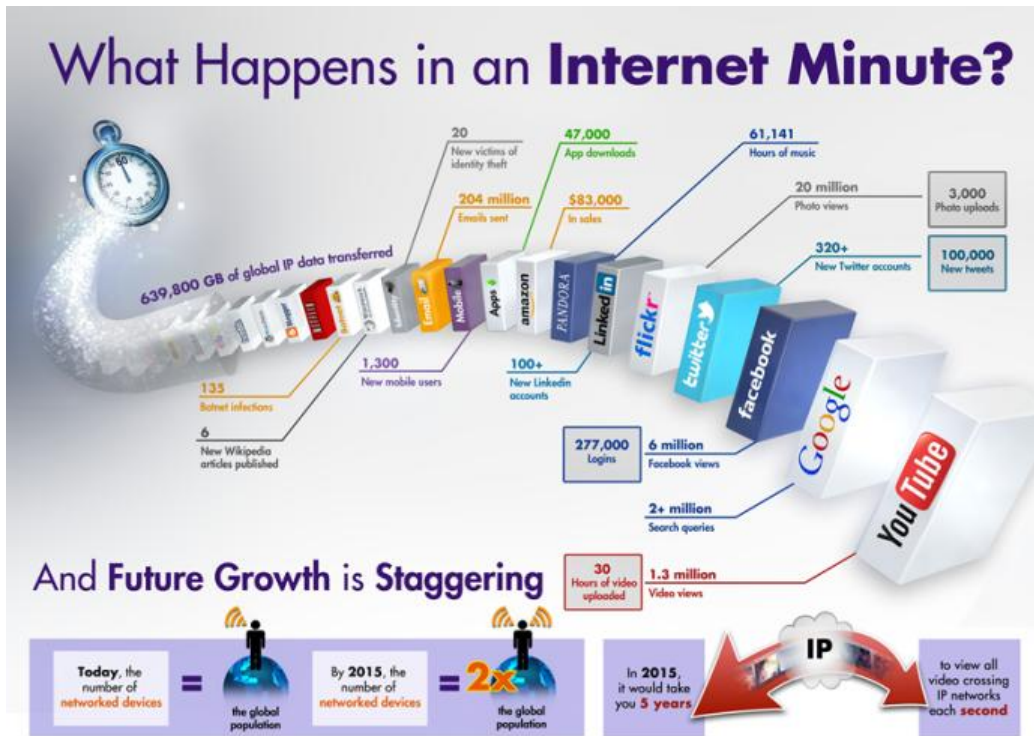 What Happens in an Internet Minute?
60
20
New victims of
identity theft
47,000
App downloads
61,141
Hours of music
204 million
Emails sent
$83,000
In sales
20 million
Photo views
3,000
Photo uploads
320+
New Twitter accounts
100,000
New tweets
639,800 GB of global IP data transferred
Identity
Email
Mobile
Apps
amazon
PANDORA
Linked in
flickr
twitter
facebook
Google
YouTube
135
Botnet infections
6
New Wikipedia
articles published
1,300
New mobile users
100+
New Linkedin
accounts
277,000
Logins
6 million
Facebook views
2+ million
Search queries
30
Hours of video
uploaded
1.3 million
Video views
And Future Growth is Staggering
Today, the
number of
networked devices
=
the global
population
By 2015, the
number of
networked devices
=
2x
the global
population
In 2015,
it would take
you 5 years
IP
to view all
video crossing
IP networks
each second